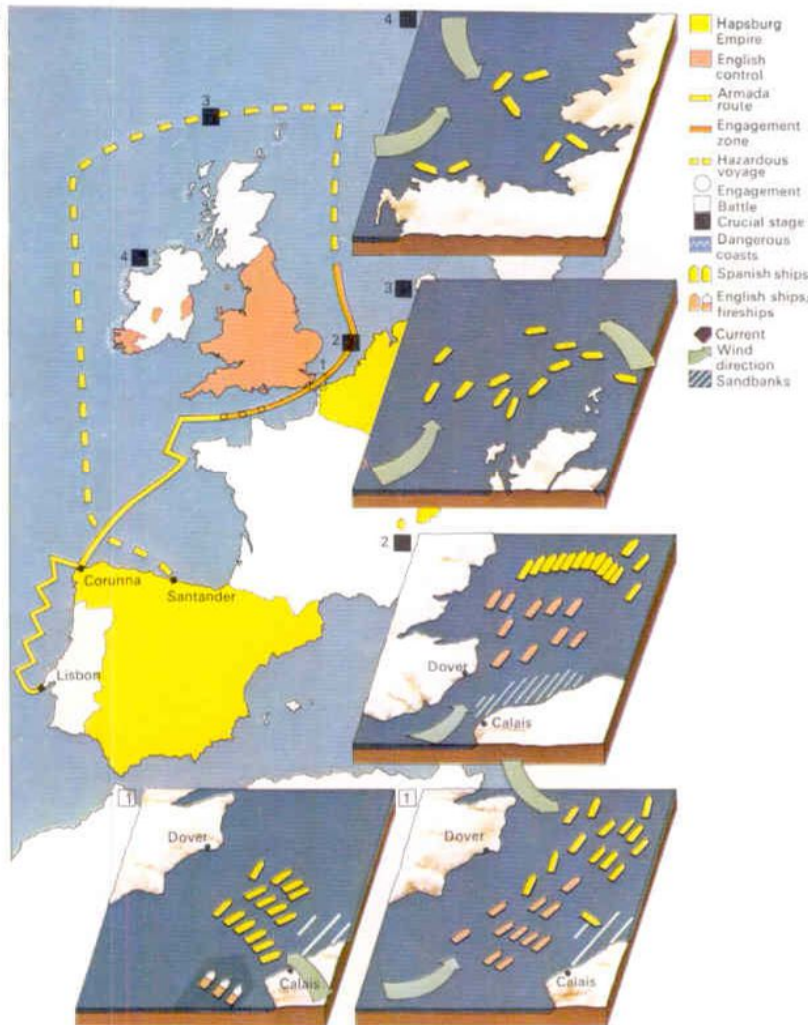 4
Hapsburg
Empire
English
control
Armada
route
Engagement
zone
Hazardous
voyage
Engagement
Battle
Crucial stage
Dangerous
coasts
Spanish ships
English ships,
fireships
Current
Wind
direction
Sandbanks
3
4
3
2
1
2
Corunna
Santander
Lisbon
Dover
Calais
1
Dover
Calais
1
Dover
Calais